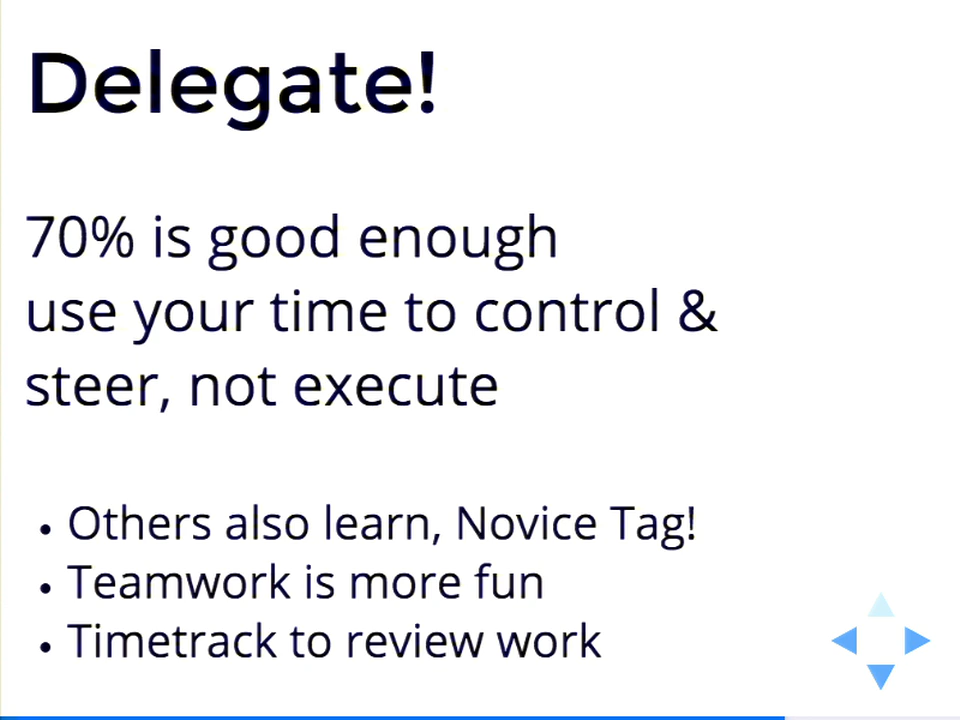 Delegate!
70% is good enough
use your time to control &
steer, not execute
• Others also learn, Novice Tag!
• Teamwork is more fun
• Timetrack to review work